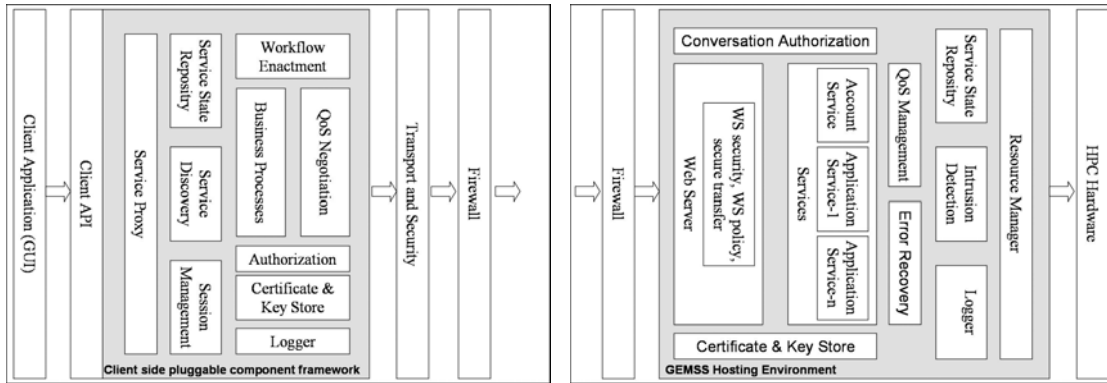 Client Application (GUI)
Client API
Service Proxy
Service State
Repositry
Service
Discovery
Session
Management
Workflow
Enactment
Business Processes
QoS Negotiation
Authorization
Certificate &
Key Store
Logger
Client side pluggable component framework
Transport and Security
Firewall
Firewall
Conversation Authorization
Web Server
WS security, WS policy,
secure transfer
Services
Account
Service
Application
Service-1
Application
Service-n
QoS Management
Error Recovery
Service State
Repositry
Intrusion
Detection
Logger
Resource Manager
Certificate & Key Store
GEMSS Hosting Environment
HPC Hardware